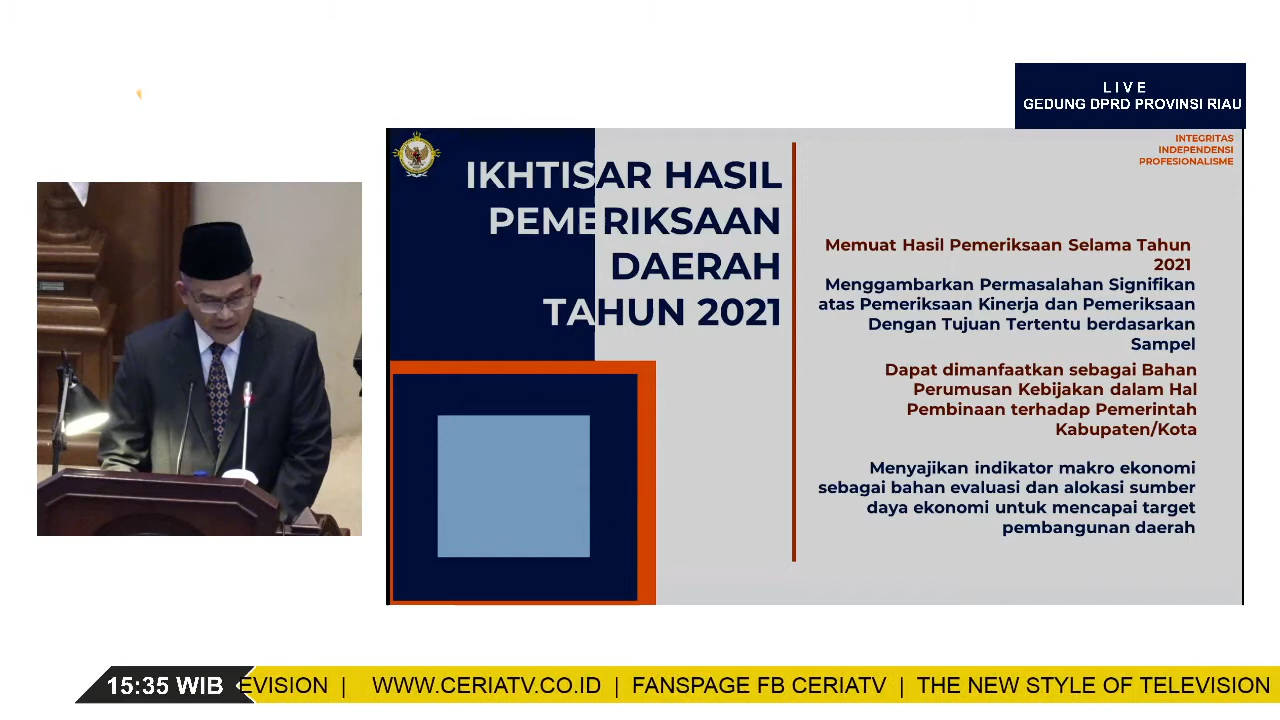 LIVE
GEDUNG DPRD PROVINSI RIAU
INTEGRITAS
INDEPENDENSI
PROFESIONALISME
IKHTISAR HASIL
PEMERIKSAAN
DAERAH
TAHUN 2021
Memuat Hasil Pemeriksaan Selama Tahun
2021
Menggambarkan Permasalahan Signifikan
atas Pemeriksaan Kinerja dan Pemeriksaan
Dengan Tujuan Tertentu berdasarkan
Sampel
Dapat dimanfaatkan sebagai Bahan
Perumusan Kebijakan dalam Hal
Pembinaan terhadap Pemerintah
Kabupaten/Kota
Menyajikan indikator makro ekonomi
sebagai bahan evaluasi dan alokasi sumber
daya ekonomi untuk mencapai target
pembangunan daerah
15:35 WIB EVISION | WWW.CERIATV.CO.ID | FANSPAGE FB CERIATV | THE NEW STYLE OF TELEVISION